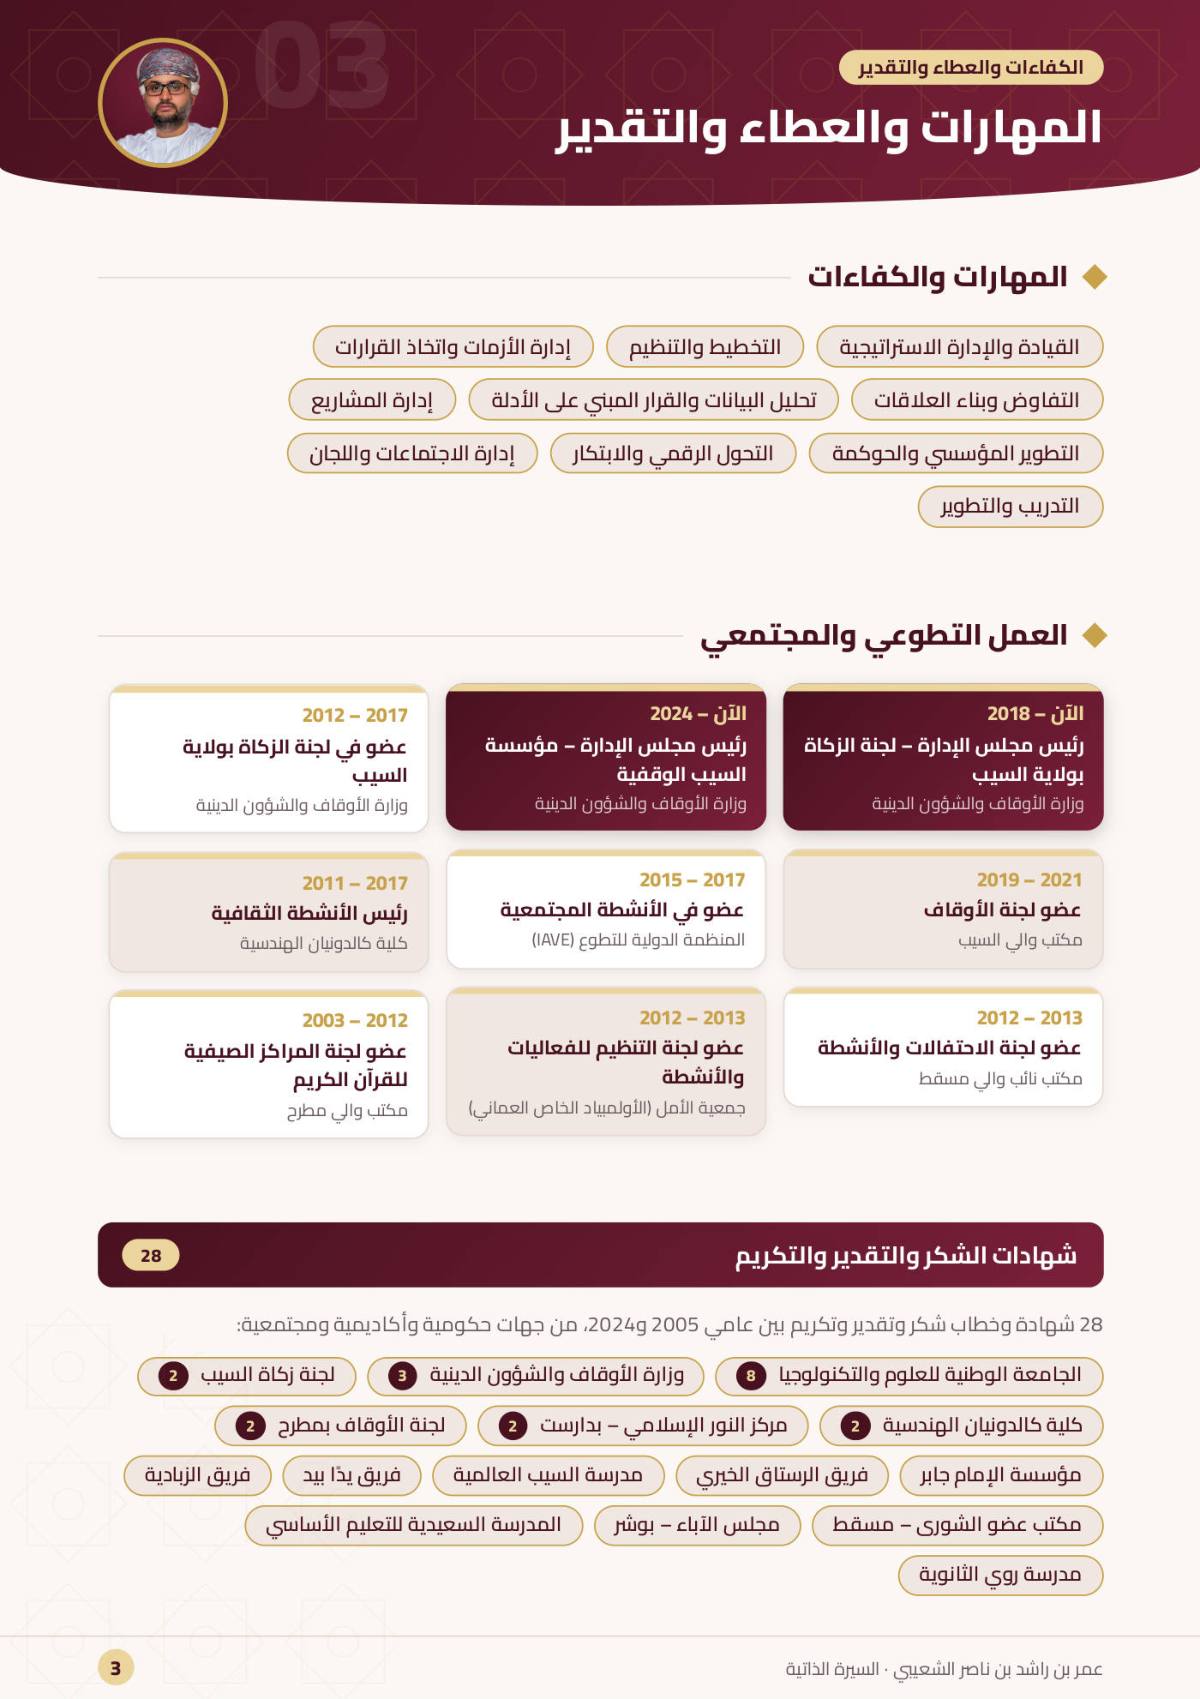 03
الكفاءات والعطاء والتقدير
المهارات والعطاء والتقدير
المهارات والكفاءات
القيادة والإدارة الاستراتيجية
التخطيط والتنظيم
إدارة الأزمات واتخاذ القرارات
التفاوض وبناء العلاقات
تحليل البيانات والقرار المبني على الأدلة
إدارة المشاريع
التطوير المؤسسي والحوكمة
التحول الرقمي والابتكار
إدارة الاجتماعات واللجان
التدريب والتطوير
العمل التطوعي والمجتمعي
الآن – 2018
رئيس مجلس الإدارة – لجنة الزكاة
بولاية السيب
وزارة الأوقاف والشؤون الدينية
الآن – 2024
رئيس مجلس الإدارة – مؤسسة
السيب الوقفية
وزارة الأوقاف والشؤون الدينية
2012 – 2017
عضو في لجنة الزكاة بولاية
السيب
وزارة الأوقاف والشؤون الدينية
2019 – 2021
عضو لجنة الأوقاف
مكتب والي السيب
2015 – 2017
عضو في الأنشطة المجتمعية
المنظمة الدولية للتطوع (IAVE)
2011 – 2017
رئيس الأنشطة الثقافية
كلية كالدونيان الهندسية
2012 – 2013
عضو لجنة الاحتفالات والأنشطة
مكتب نائب والي مسقط
2012 – 2013
عضو لجنة التنظيم للفعاليات
والأنشطة
جمعية الأمل (الأولمبياد الخاص العماني)
2003 – 2012
عضو لجنة المراكز الصيفية
للقرآن الكريم
مكتب والي مطرح
شهادات الشكر والتقدير والتكريم
28
28 شهادة وخطاب شكر وتقدير وتكريم بين عامي 2005 و2024، من جهات حكومية وأكاديمية ومجتمعية:
الجامعة الوطنية للعلوم والتكنولوجيا 8
وزارة الأوقاف والشؤون الدينية 3
لجنة زكاة السيب 2
كلية كالدونيان الهندسية 2
مركز النور الإسلامي – بدارست 2
لجنة الأوقاف بمطرح 2
مؤسسة الإمام جابر
فريق الرستاق الخيري
مدرسة السيب العالمية
فريق يدًا بيد
فريق الزبادية
مكتب عضو الشورى – مسقط
مجلس الآباء – بوشر
المدرسة السعيدية للتعليم الأساسي
مدرسة روي الثانوية
عمر بن راشد بن ناصر الشعيبي · السيرة الذاتية
3